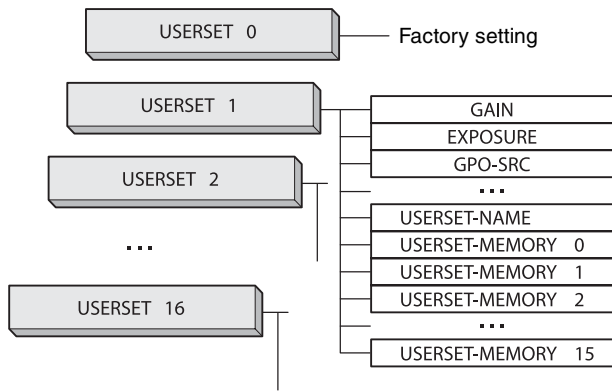 USERSET 0
Factory setting
USERSET 1
GAIN
EXPOSURE
GPO-SRC
...
USERSET-NAME
USERSET-MEMORY 0
USERSET-MEMORY 1
USERSET-MEMORY 2
...
USERSET-MEMORY 15
USERSET 2
...
USERSET 16